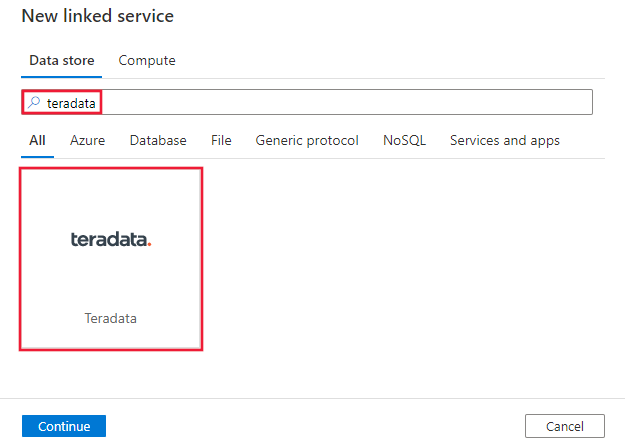 New linked service
Data store Compute
teradata
All Azure Database File Generic protocol NoSQL Services and apps
teradata.
Teradata
Continue Cancel